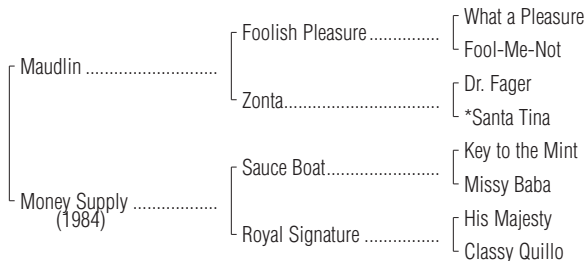 What a Pleasure
Foolish Pleasure ...............
Fool-Me-Not
Maudlin ............................
Dr. Fager
Zonta.................................
*Santa Tina
Key to the Mint
Sauce Boat........................
Missy Baba
Money Supply ..................
(1984)
His Majesty
Royal Signature ................
Classy Quillo